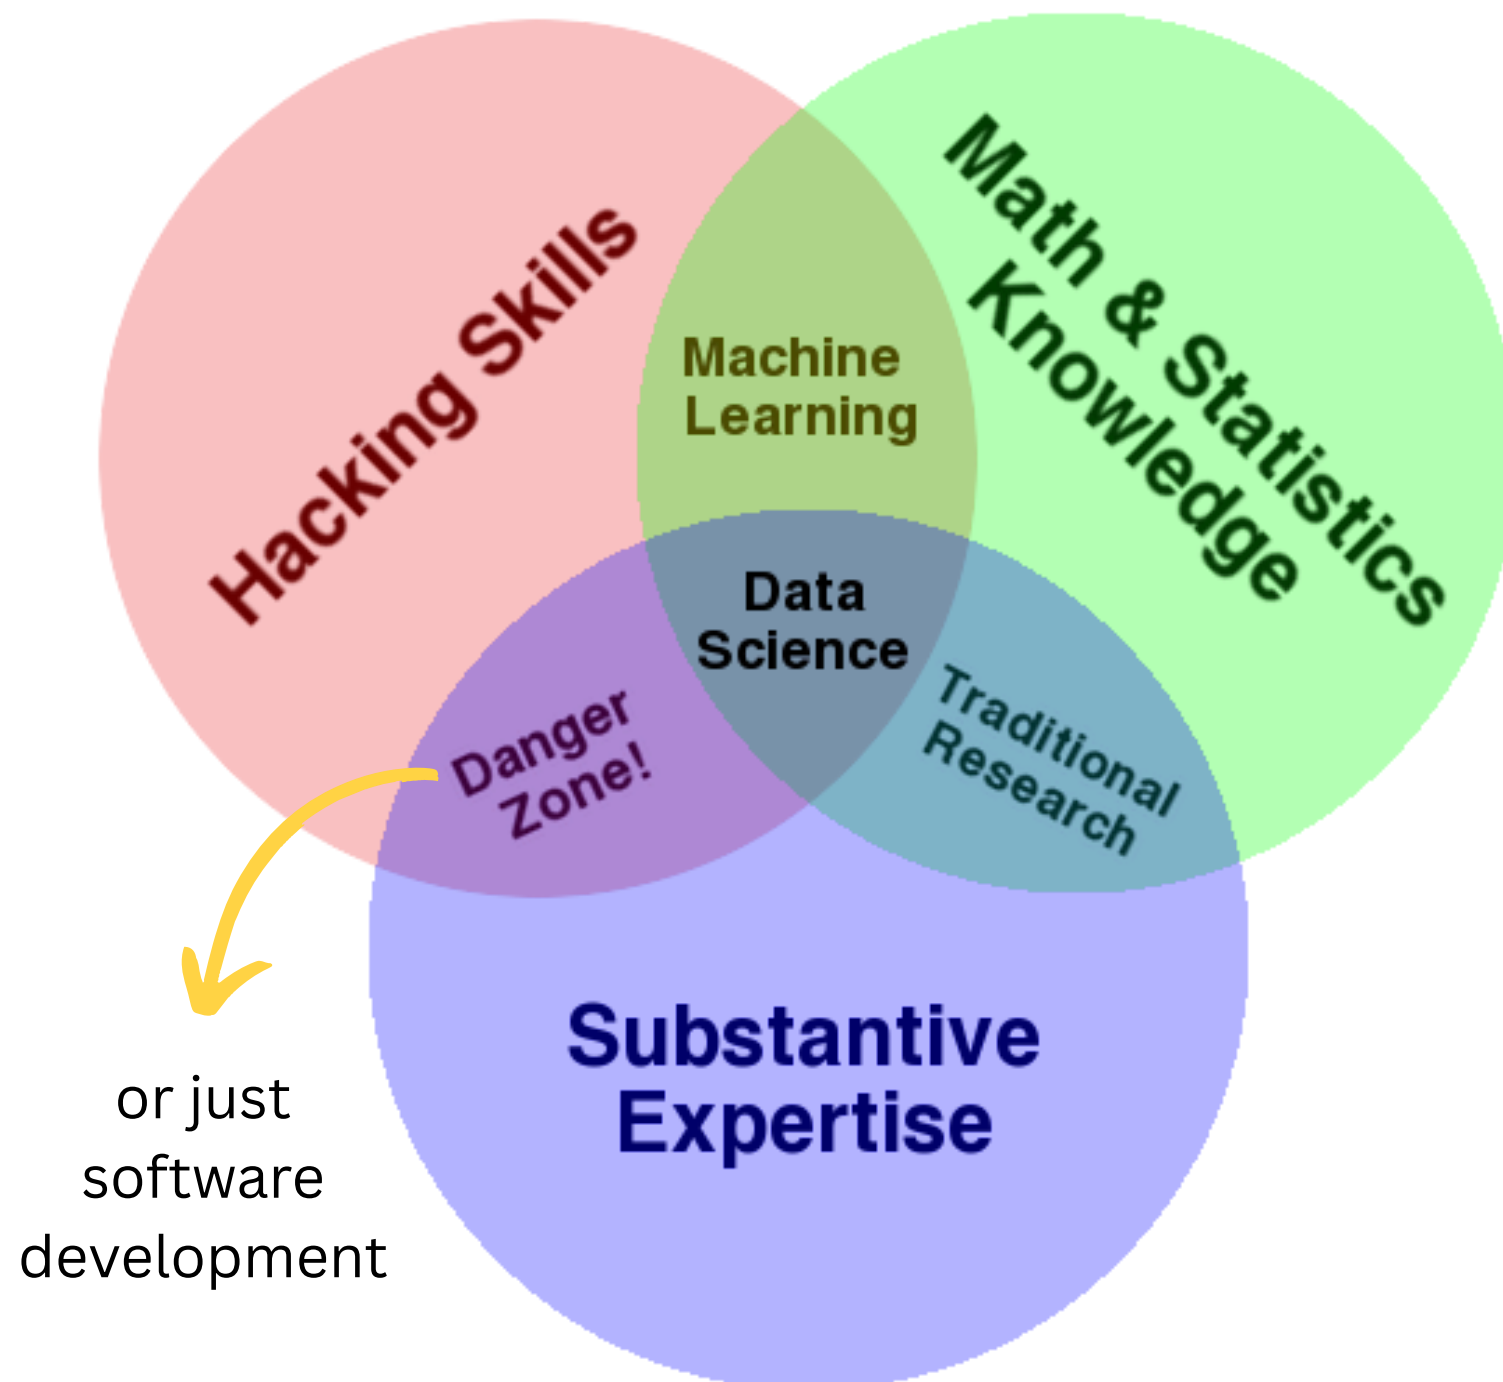 Hacking Skills
Math & Statistics
Knowledge
Machine
Learning
Data
Science
Danger
Zone!
Traditional
Research
Substantive
Expertise
or just
software
development